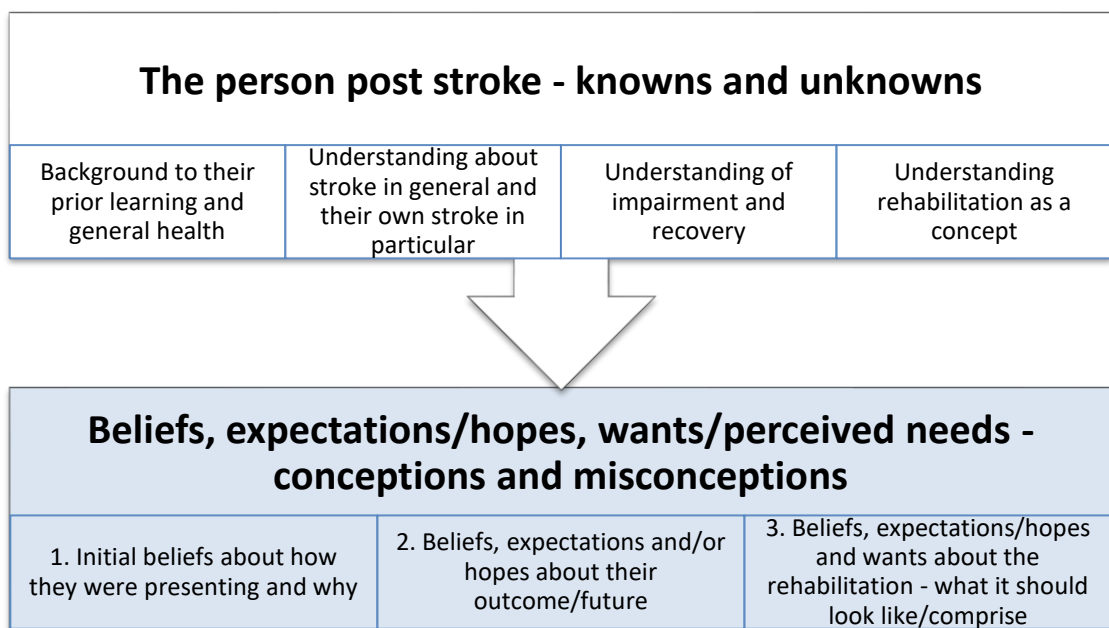 The person post stroke - knowns and unknowns
Background to their
prior learning and
general health
Understanding about
stroke in general and
their own stroke in
particular
Understanding of
impairment and
recovery
Understanding
rehabilitation as a
concept
Beliefs, expectations/hopes, wants/perceived needs -
conceptions and misconceptions
1. Initial beliefs about how
they were presenting and why
2. Beliefs, expectations and/or
hopes about their
outcome/future
3. Beliefs, expectations/hopes
and wants about the
rehabilitation - what it should
look like/comprise